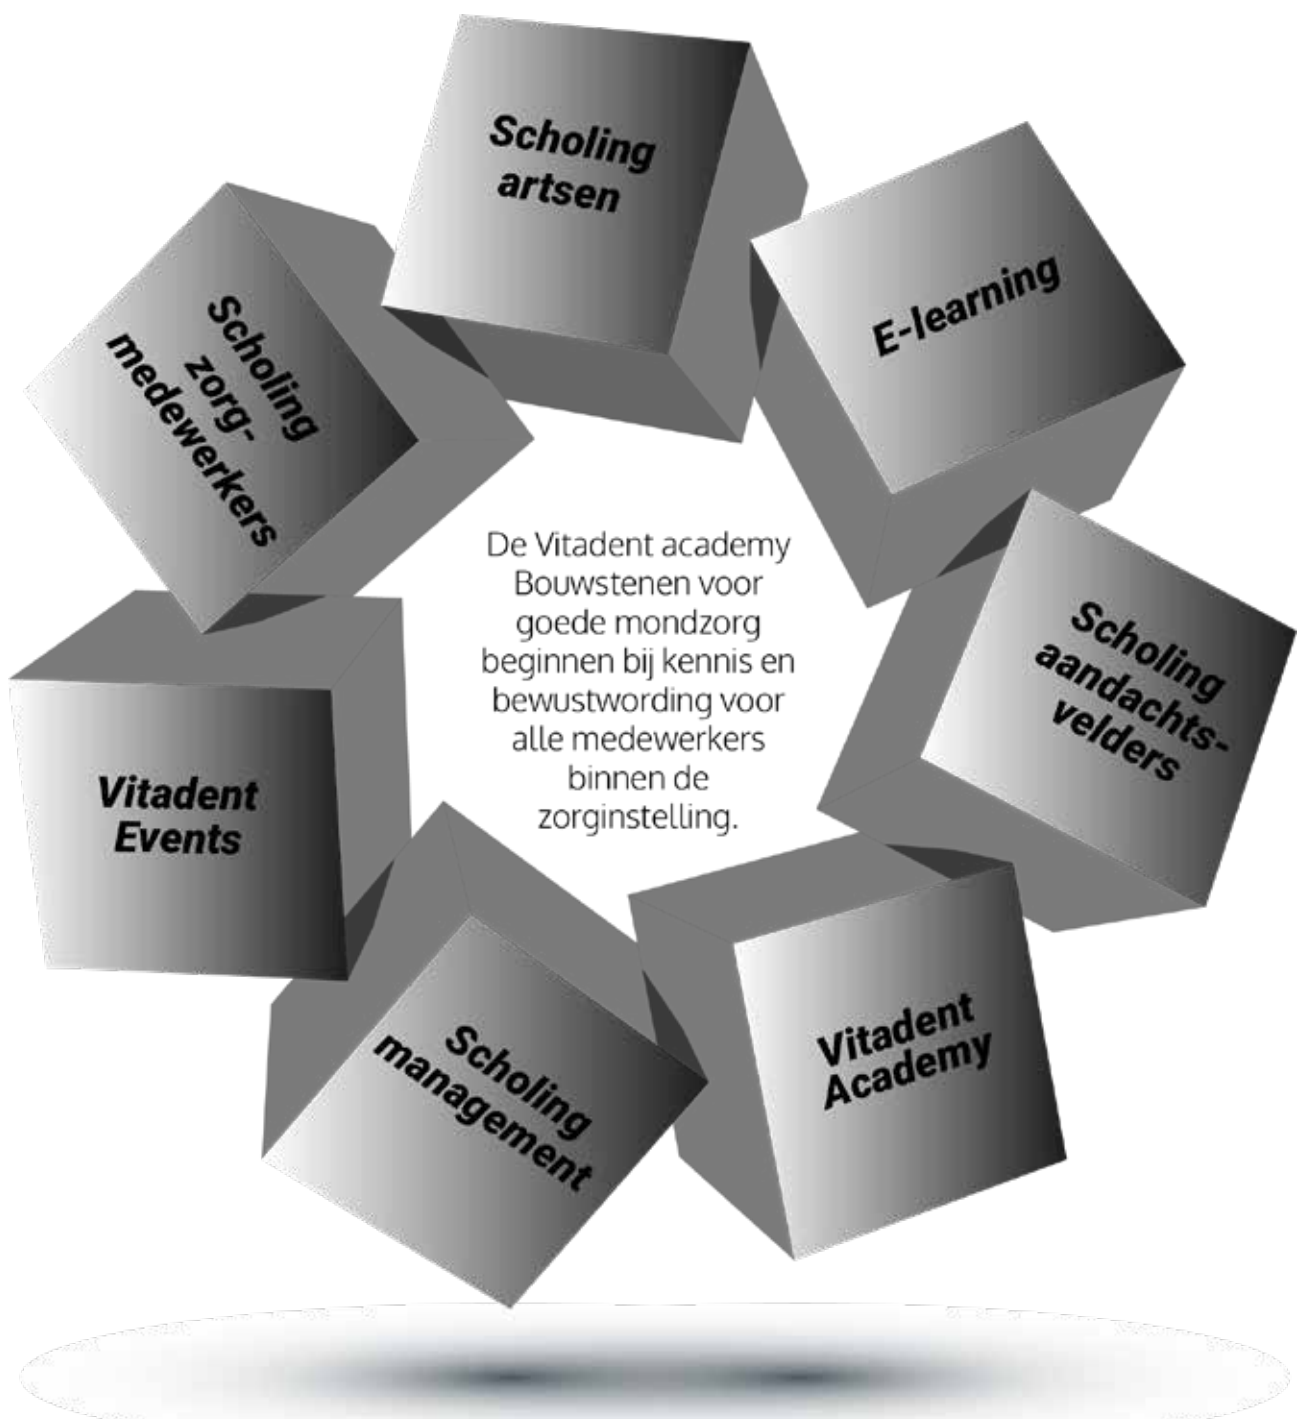 Scholing
artsen
E-learning
Scholing
aandachts-
velders
Vitadent
Academy
Scholing
management
Vitadent
Events
Scholing
zorg-
medewerkers
De Vitadent academy
Bouwstenen voor
goede mondzorg
beginnen bij kennis en
bewustwording voor
alle medewerkers
binnen de
zorginstelling.